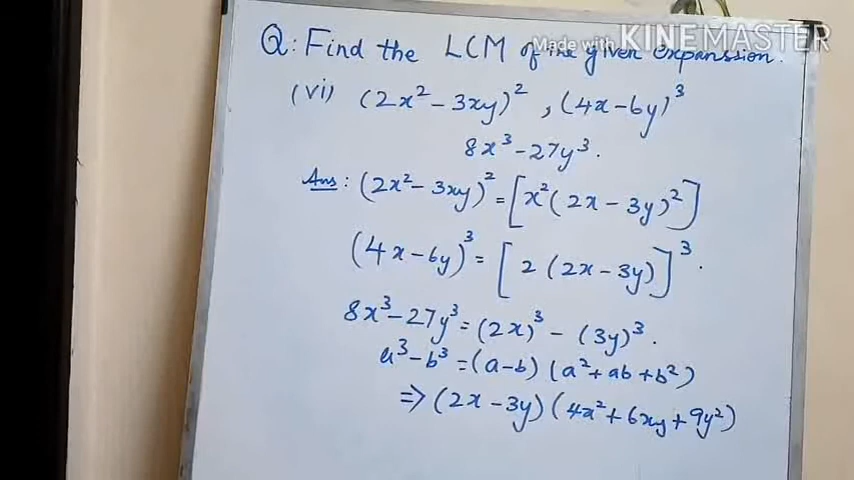 Made with KINEMASTER
Q: Find the LCM of the given expanssion.
(vi) (2x² - 3xy)², (4x-6y)³
8x³-27y³.
Ans: (2x²- 3xy)² = [x²(2x - 3y)²]
(4x-6y)³ = [2(2x-3y)]³.
8x³-27y³ = (2x)³ - (3y)³.
a³-b³ = (a-b) (a²+ab+b²)
⇒ (2x-3y)(4x²+6xy+9y²)